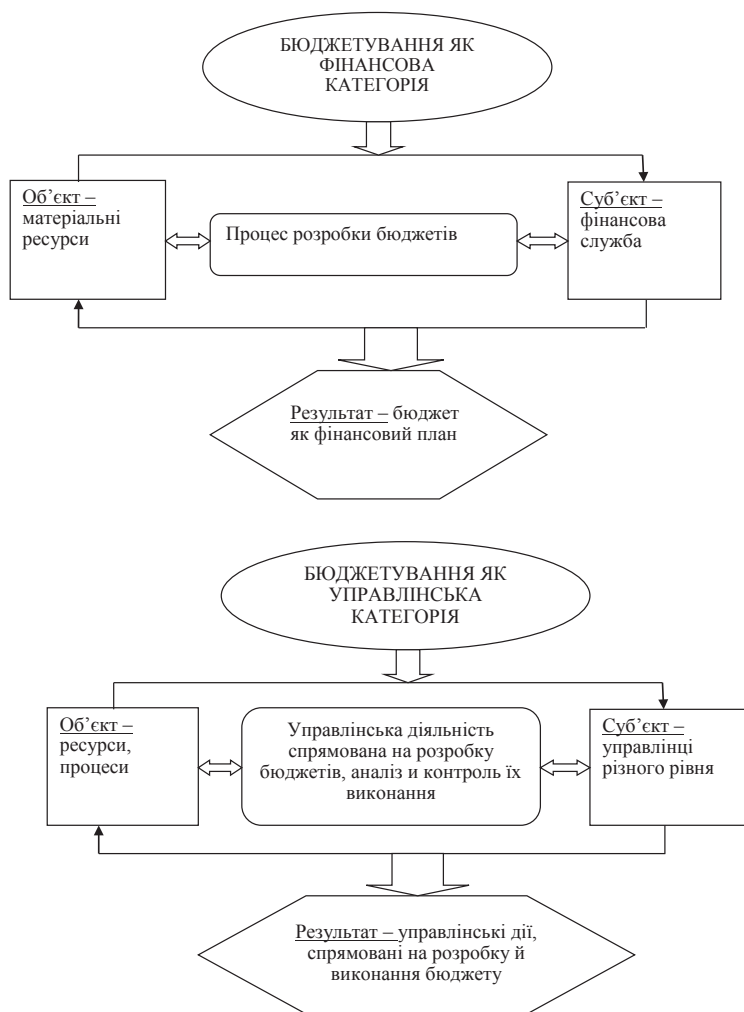 БЮДЖЕТУВАННЯ ЯК
ФІНАНСОВА
КАТЕГОРІЯ
Об’єкт –
матеріальні
ресурси
Процес розробки бюджетів
Суб’єкт –
фінансова
служба
Результат – бюджет
як фінансовий план
БЮДЖЕТУВАННЯ ЯК
УПРАВЛІНСЬКА
КАТЕГОРІЯ
Об’єкт –
ресурси,
процеси
Управлінська діяльність
спрямована на розробку
бюджетів, аналіз и контроль їх
виконання
Суб’єкт –
управлінці
різного рівня
Результат – управлінські дії,
спрямовані на розробку й
виконання бюджету